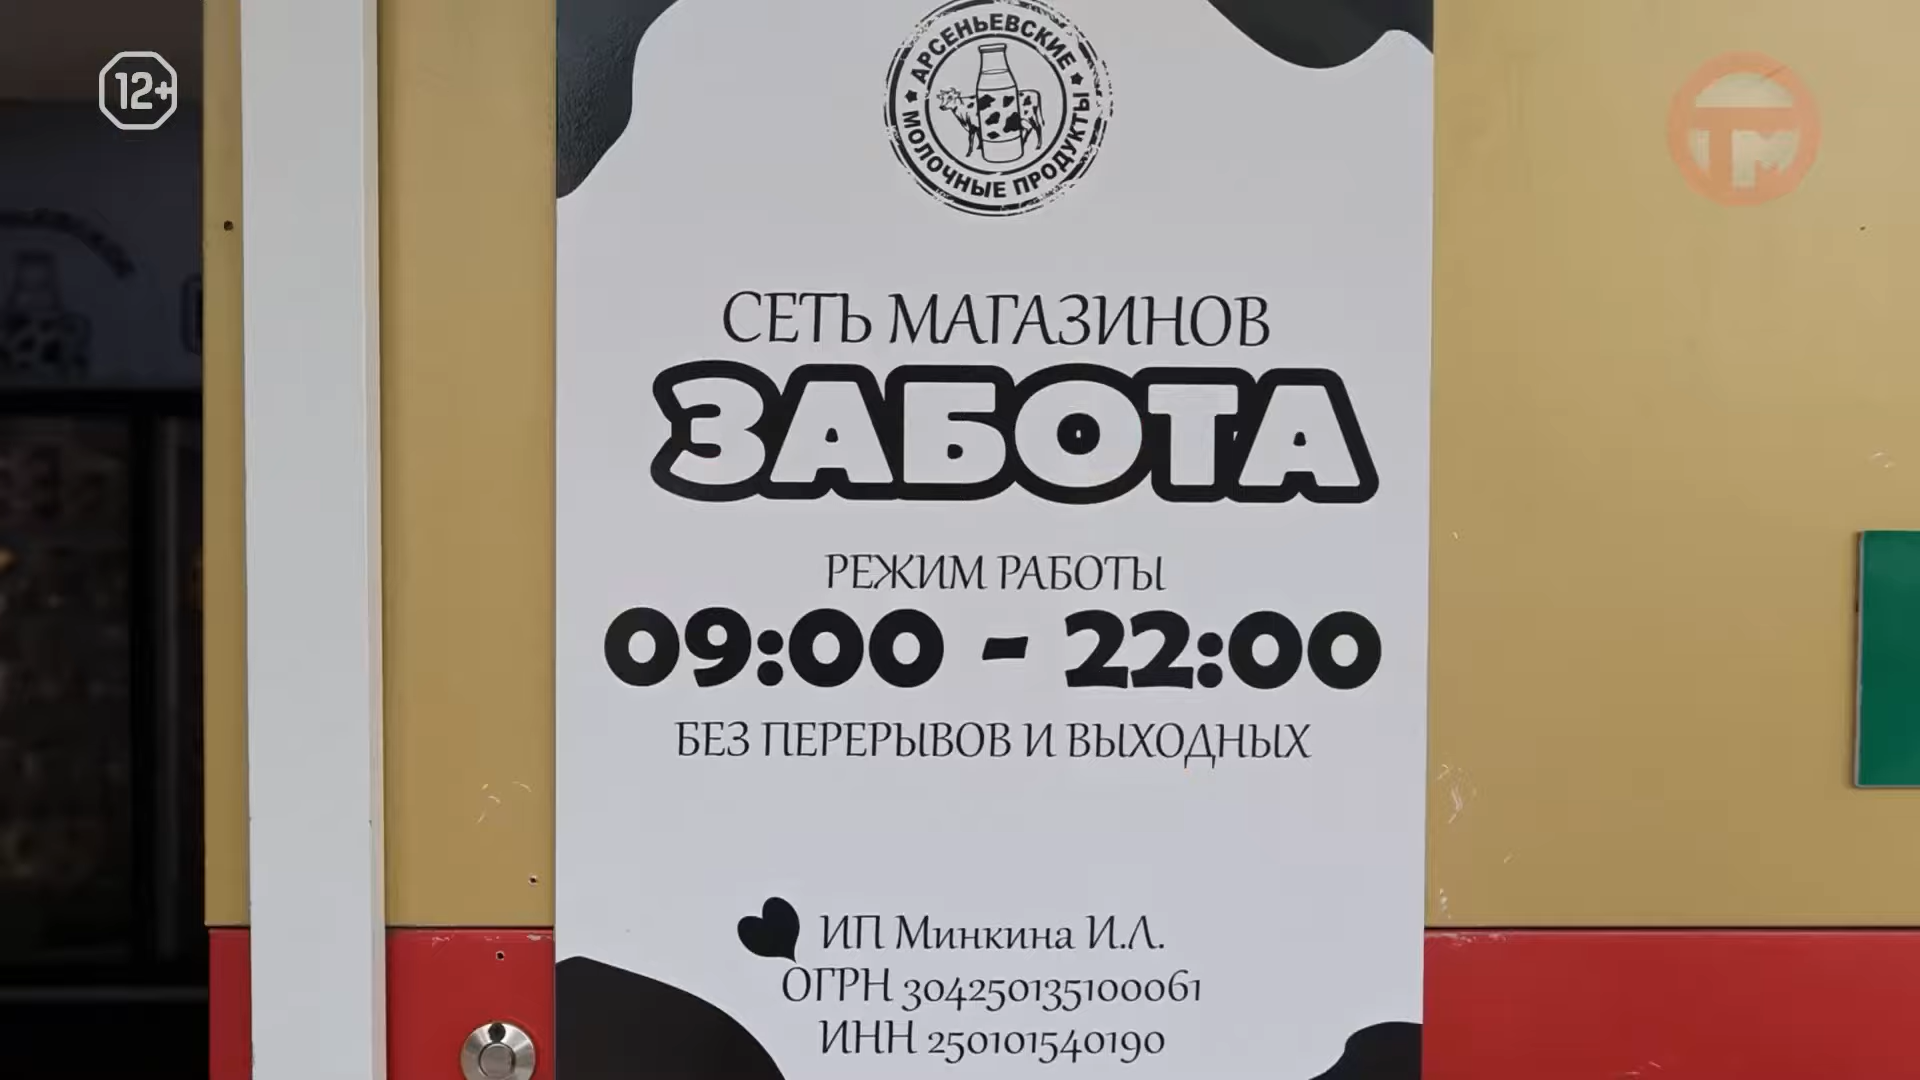 12+
ТМ
АРСЕНЬЕВСКИЕ
МОЛОЧНЫЕ ПРОДУКТЫ
СЕТЬ МАГАЗИНОВ
ЗАБОТА
РЕЖИМ РАБОТЫ
09:00 - 22:00
БЕЗ ПЕРЕРЫВОВ И ВЫХОДНЫХ
ИП Минкина И.Л.
ОГРН 304250135100061
ИНН 250101540190